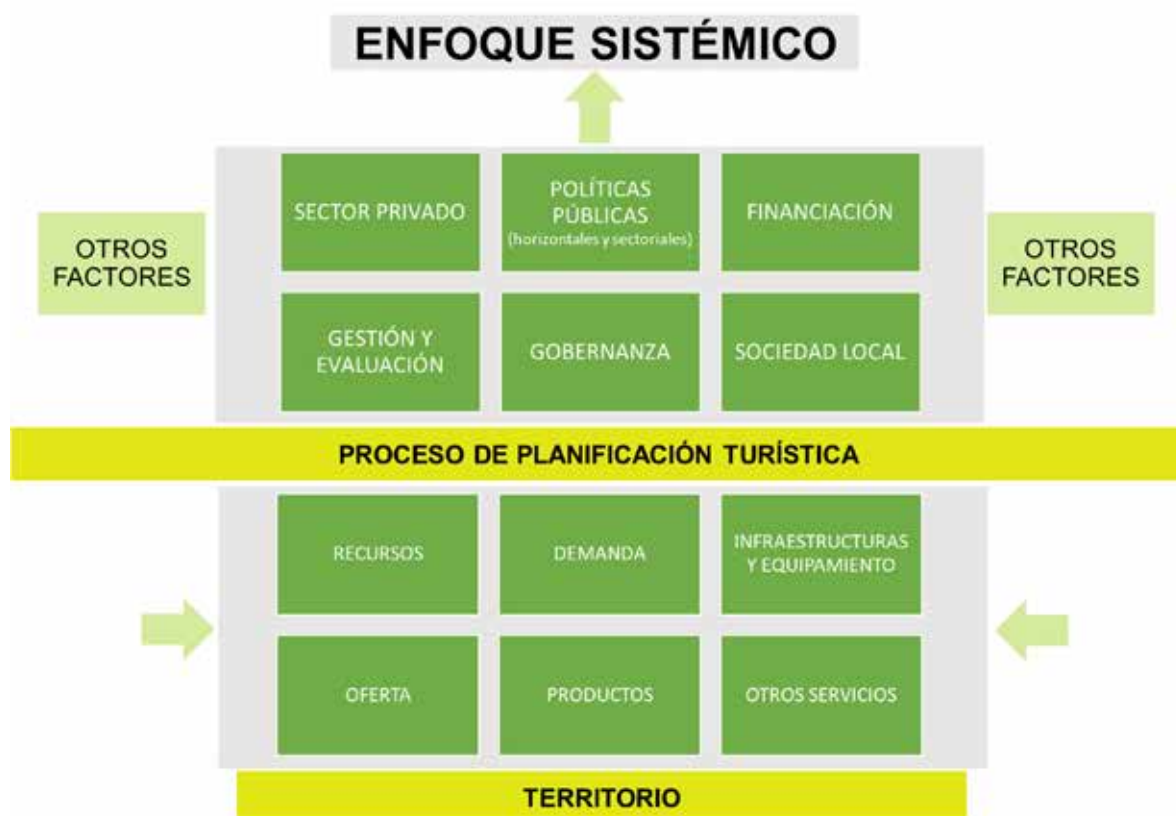 ENFOQUE SISTÉMICO
SECTOR PRIVADO
POLÍTICAS
PÚBLICAS
(horizontales y sectoriales)
FINANCIACIÓN
OTROS
FACTORES
OTROS
FACTORES
GESTIÓN Y
EVALUACIÓN
GOBERNANZA
SOCIEDAD LOCAL
PROCESO DE PLANIFICACIÓN TURÍSTICA
RECURSOS
DEMANDA
INFRAESTRUCTURAS
Y EQUIPAMIENTO
OFERTA
PRODUCTOS
OTROS SERVICIOS
TERRITORIO